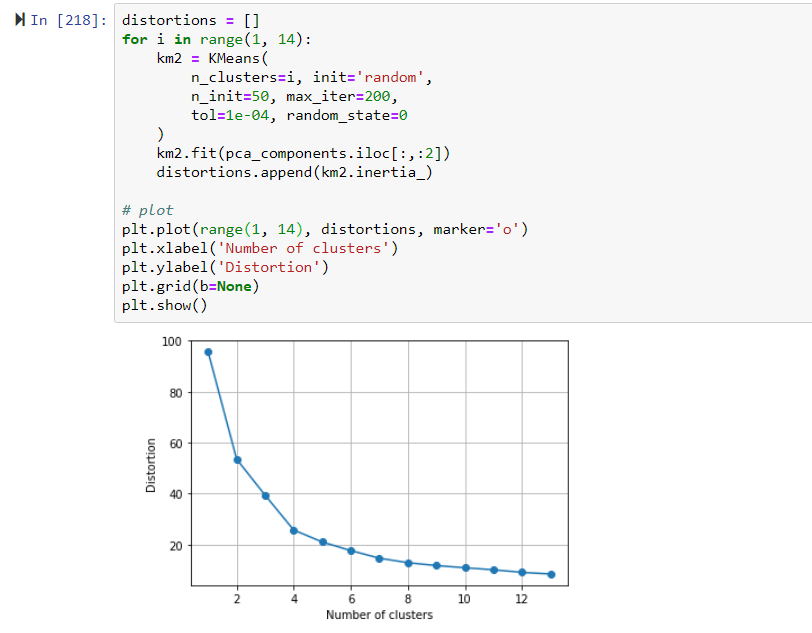 In [218]:
distortions = []
for i in range(1, 14):
    km2 = KMeans(
        n_clusters=i, init='random',
        n_init=50, max_iter=200,
        tol=1e-04, random_state=0
    )
    km2.fit(pca_components.iloc[:,:2])
    distortions.append(km2.inertia_)

# plot
plt.plot(range(1, 14), distortions, marker='o')
plt.xlabel('Number of clusters')
plt.ylabel('Distortion')
plt.grid(b=None)
plt.show()
100
80
60
40
20
Distortion
2 4 6 8 10 12
Number of clusters